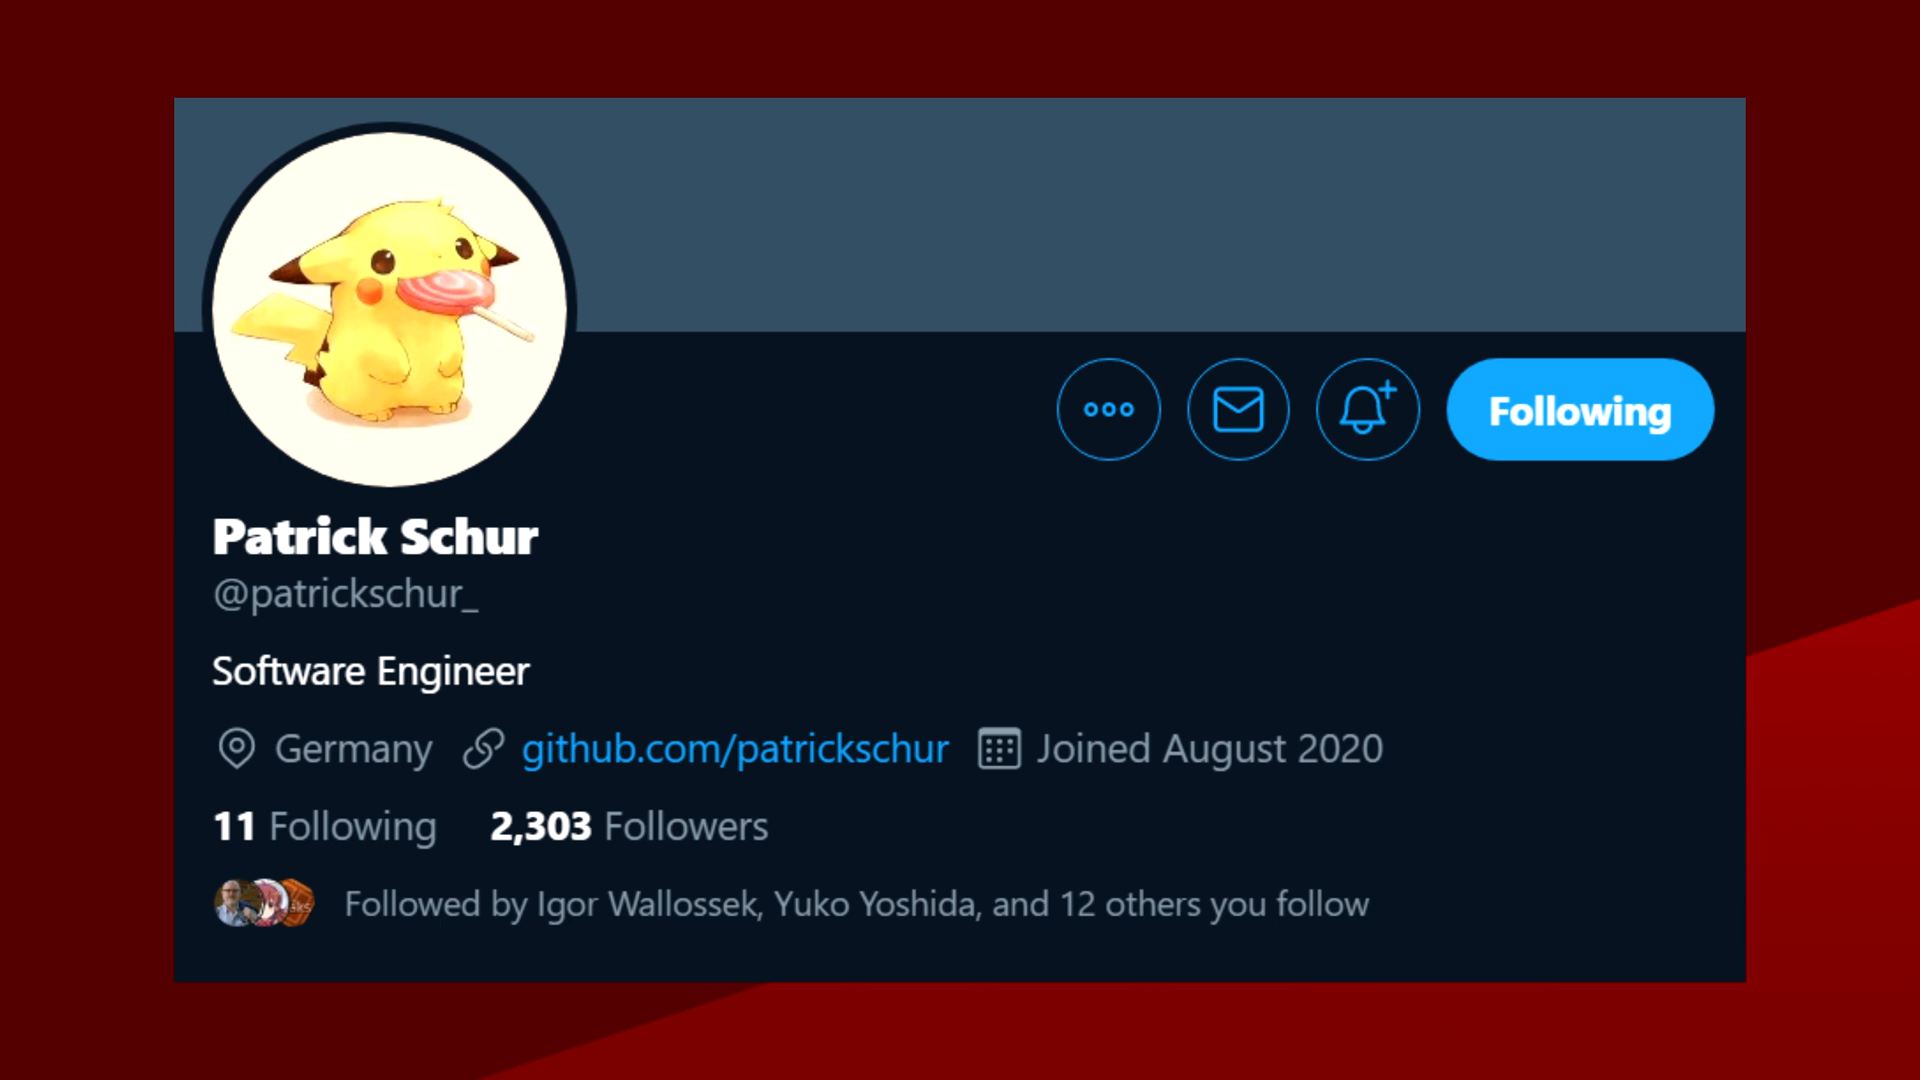 Following
Patrick Schur
@patrickschur_
Software Engineer
Germany github.com/patrickschur Joined August 2020
11 Following 2,303 Followers
Followed by Igor Wallossek, Yuko Yoshida, and 12 others you follow